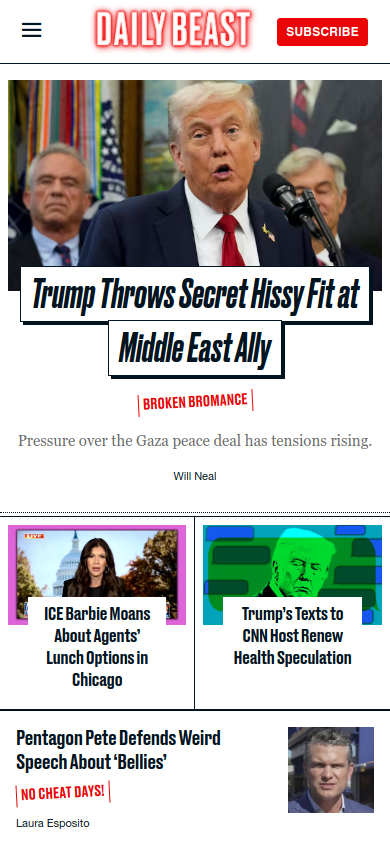 DAILY BEAST
SUBSCRIBE
Trump Throws Secret Hissy Fit at
Middle East Ally
BROKEN BROMANCE
Pressure over the Gaza peace deal has tensions rising.
Will Neal
LIVE
ICE Barbie Moans
About Agents’
Lunch Options in
Chicago
Trump’s Texts to
CNN Host Renew
Health Speculation
Pentagon Pete Defends Weird
Speech About ‘Bellies’
NO CHEAT DAYS!
Laura Esposito